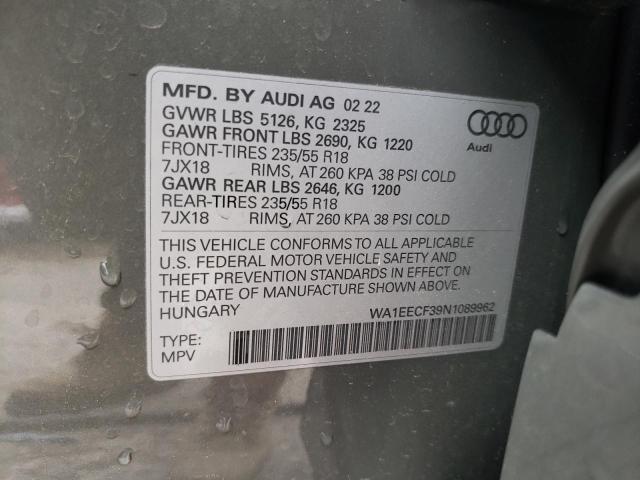 MFD. BY AUDI AG 02 22
GVWR LBS 5126, KG 2325
GAWR FRONT LBS 2690, KG 1220
FRONT-TIRES 235/55 R18
7JX18 RIMS, AT 260 KPA 38 PSI COLD
GAWR REAR LBS 2646, KG 1200
REAR-TIRES 235/55 R18
7JX18 RIMS, AT 260 KPA 38 PSI COLD
Audi
THIS VEHICLE CONFORMS TO ALL APPLICABLE
U.S. FEDERAL MOTOR VEHICLE SAFETY AND
THEFT PREVENTION STANDARDS IN EFFECT ON
THE DATE OF MANUFACTURE SHOWN ABOVE.
HUNGARY WA1EECF39N1089962
TYPE:
MPV